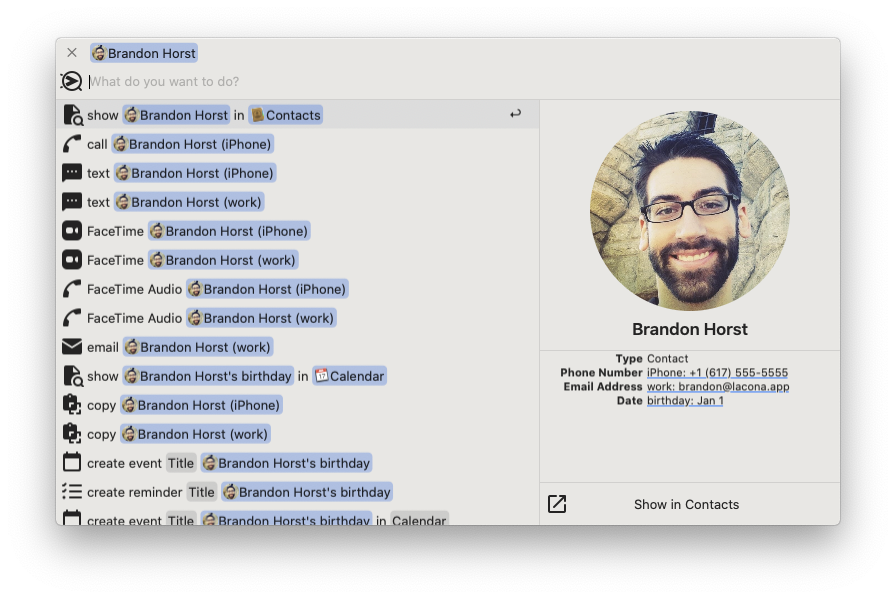 Brandon Horst
What do you want to do?
show Brandon Horst in Contacts
call Brandon Horst (iPhone)
text Brandon Horst (iPhone)
text Brandon Horst (work)
FaceTime Brandon Horst (iPhone)
FaceTime Brandon Horst (work)
FaceTime Audio Brandon Horst (iPhone)
FaceTime Audio Brandon Horst (work)
email Brandon Horst (work)
show Brandon Horst's birthday in 17 Calendar
copy Brandon Horst (iPhone)
copy Brandon Horst (work)
create event Title Brandon Horst's birthday
create reminder Title Brandon Horst's birthday
create event Title Brandon Horst's birthday in Calendar
Brandon Horst
Type Contact
Phone Number iPhone: +1 (617) 555-5555
Email Address work: brandon@lacona.app
Date birthday: Jan 1
Show in Contacts